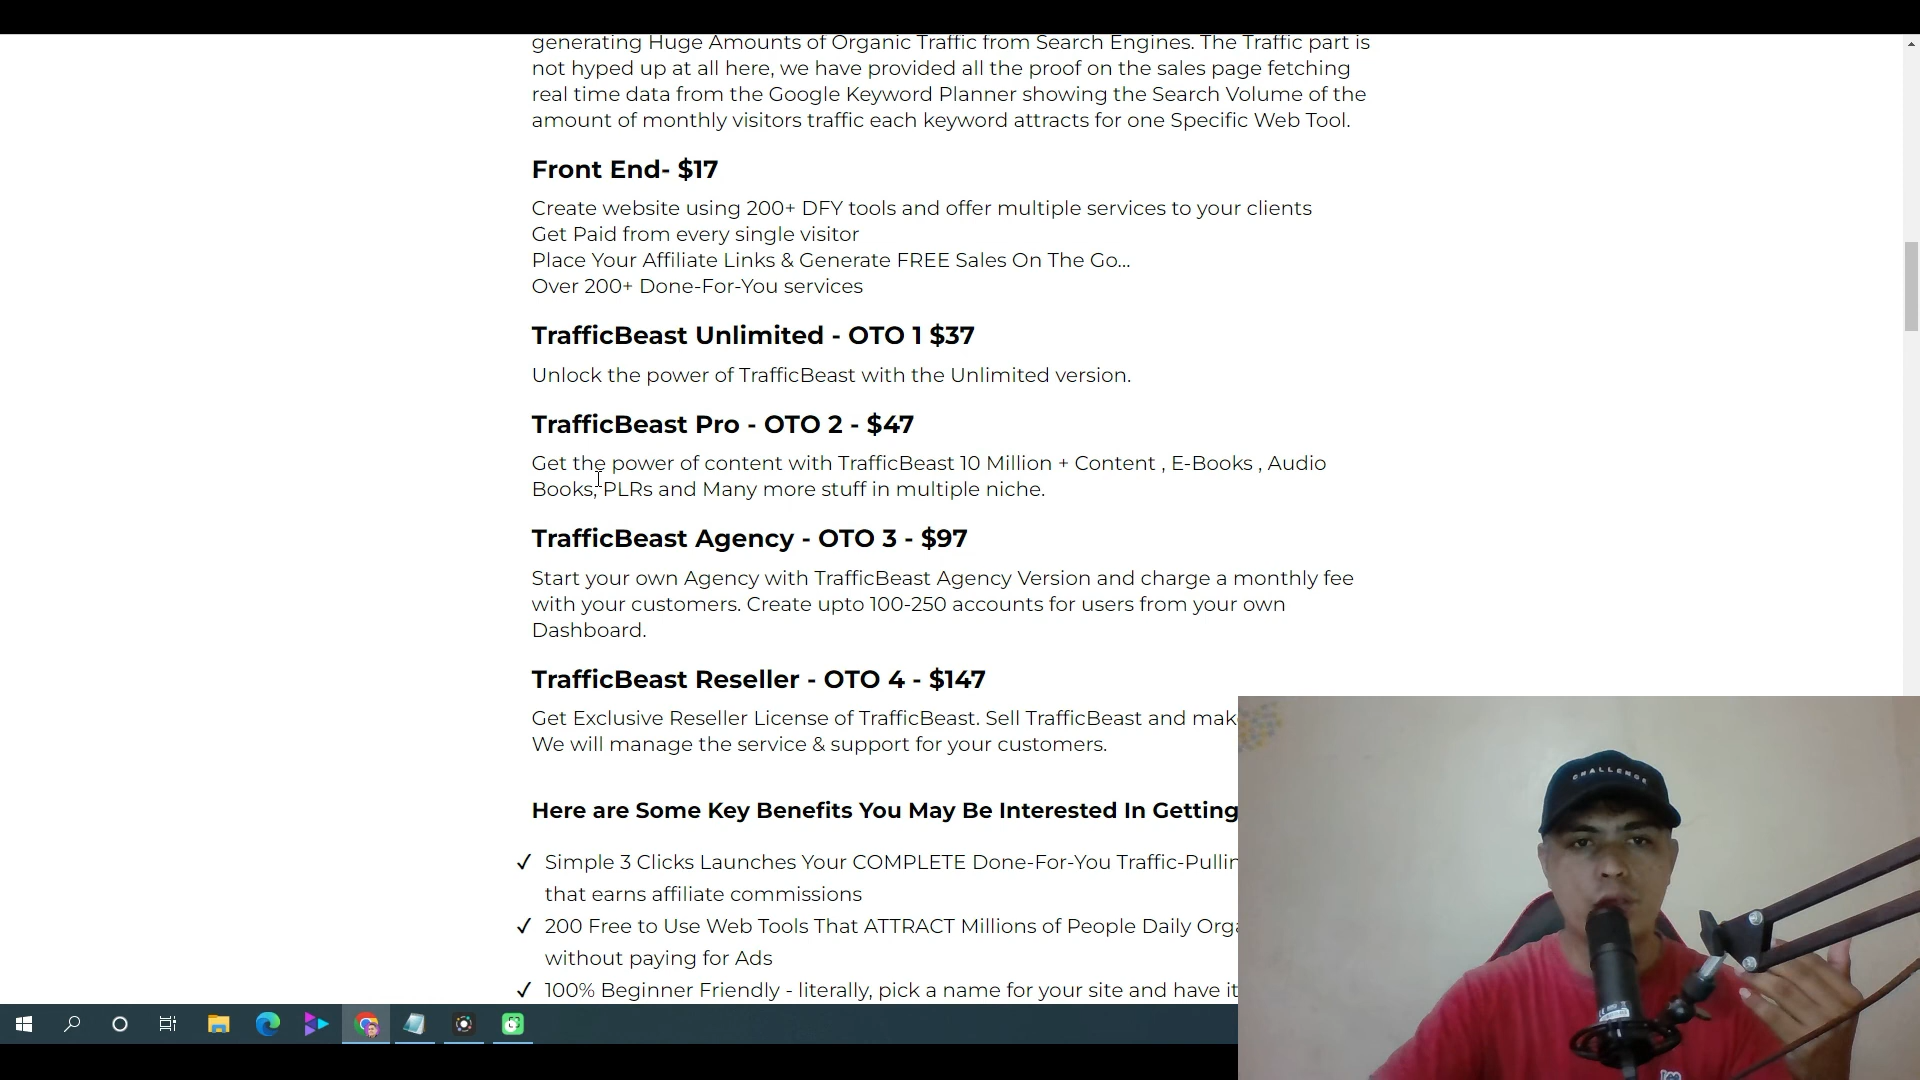 generating Huge Amounts of Organic Traffic from Search Engines. The Traffic part is
not hyped up at all here, we have provided all the proof on the sales page fetching
real time data from the Google Keyword Planner showing the Search Volume of the
amount of monthly visitors traffic each keyword attracts for one Specific Web Tool.
Front End- $17
Create website using 200+ DFY tools and offer multiple services to your clients
Get Paid from every single visitor
Place Your Affiliate Links & Generate FREE Sales On The Go...
Over 200+ Done-For-You services
TrafficBeast Unlimited - OTO 1 $37
Unlock the power of TrafficBeast with the Unlimited version.
TrafficBeast Pro - OTO 2 - $47
Get the power of content with TrafficBeast 10 Million + Content , E-Books , Audio
Books, PLRs and Many more stuff in multiple niche.
TrafficBeast Agency - OTO 3 - $97
Start your own Agency with TrafficBeast Agency Version and charge a monthly fee
with your customers. Create upto 100-250 accounts for users from your own
Dashboard.
TrafficBeast Reseller - OTO 4 - $147
Get Exclusive Reseller License of TrafficBeast. Sell TrafficBeast and mak
We will manage the service & support for your customers.
Here are Some Key Benefits You May Be Interested In Getting
✓ Simple 3 Clicks Launches Your COMPLETE Done-For-You Traffic-Pullin
that earns affiliate commissions
✓ 200 Free to Use Web Tools That ATTRACT Millions of People Daily Orga
without paying for Ads
✓ 100% Beginner Friendly - literally, pick a name for your site and have it
CHALLENGE